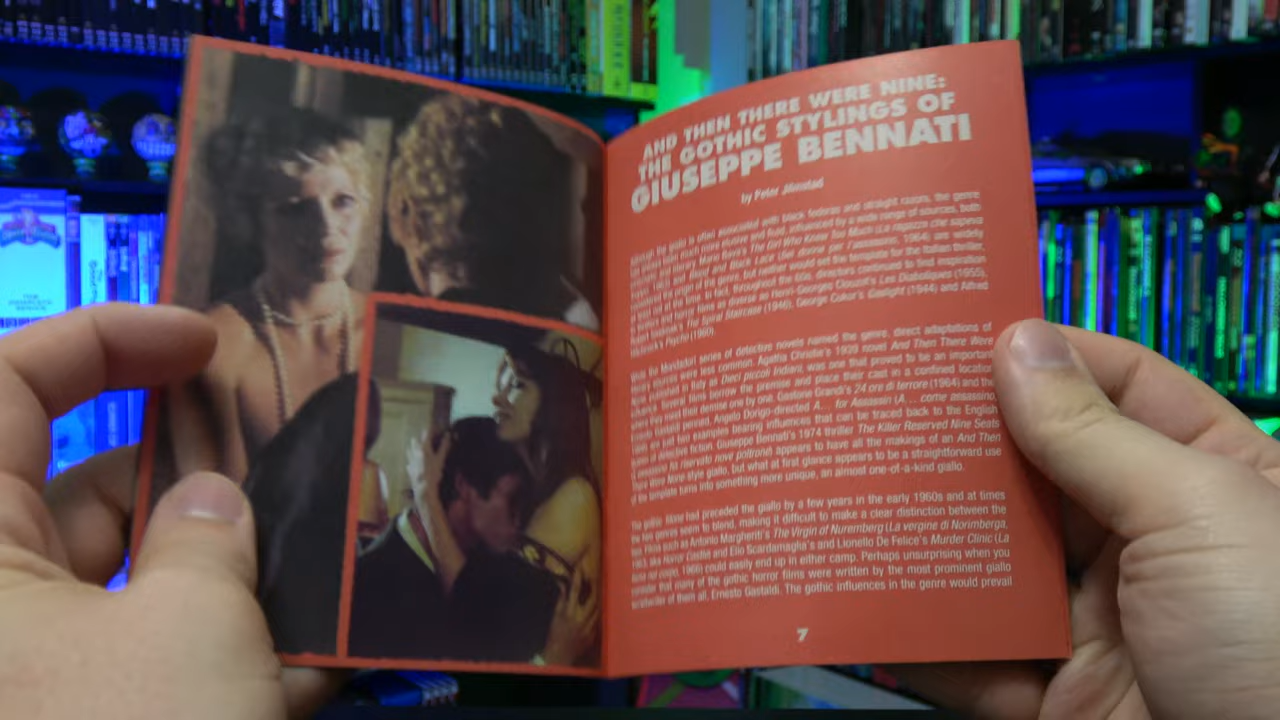 AND THEN THERE WERE NINE:
THE GOTHIC STYLINGS OF
GIUSEPPE BENNATI
by Peter Jilmstad
Although the giallo is often associated with black fedoras and straight razors, the genre
has always been much more elusive and fluid, influenced by a wide range of sources, both
and literary. Mario Bava's The Girl Who Knew Too Much (La ragazza che sapeva
troppo, 1963) and Blood and Black Lace (Sei donne per l'assassino, 1964) are widely
considered the origin of the genre, but neither would set the template for the Italian thriller,
at least not at the time. In fact, throughout the 60s, directors continued to find inspiration
in thrillers and horror films as diverse as Henri-Georges Clouzot's Les Diaboliques (1955),
Robert Siodmak's The Spiral Staircase (1946), George Cukor's Gaslight (1944) and Alfred
Hitchcock's Psycho (1960).
While the Mondadori series of detective novels named the genre, direct adaptations of
literary sources were less common. Agatha Christie's 1939 novel And Then There Were
None, published in Italy as Dieci piccoli indiani, was one that proved to be an important
influence. Several films borrow the premise and place their cast in a confined location
where they meet their demise one by one. Gastone Grandi's 24 ore di terrore (1964) and the
Ernesto Gastaldi penned, Angelo Dorigo-directed A... for Assassin (A... come assassino,
1966) are just two examples bearing influences that can be traced back to the English
queen of detective fiction. Giuseppe Bennati's 1974 thriller The Killer Reserved Nine Seats
(L'assassino ha riservato nove poltrone) appears to have all the makings of an And Then
There Were None style giallo, but what at first glance appears to be a straightforward use
of the template turns into something more unique, an almost one-of-a-kind giallo.
The gothic filone had preceded the giallo by a few years in the early 1960s and at times
the two genres seem to blend, making it difficult to make a clear distinction between the
two. Films such as Antonio Margheriti's The Virgin of Nuremberg (La vergine di Norimberga,
1963, aka Horror Castle) and Elio Scardamaglia's and Lionello De Felice's Murder Clinic (La
lama nel corpo, 1966) could easily end up in either camp. Perhaps unsurprising when you
consider that many of the gothic horror films were written by the most prominent giallo
scriptwriter of them all, Ernesto Gastaldi. The gothic influences in the genre would prevail
7